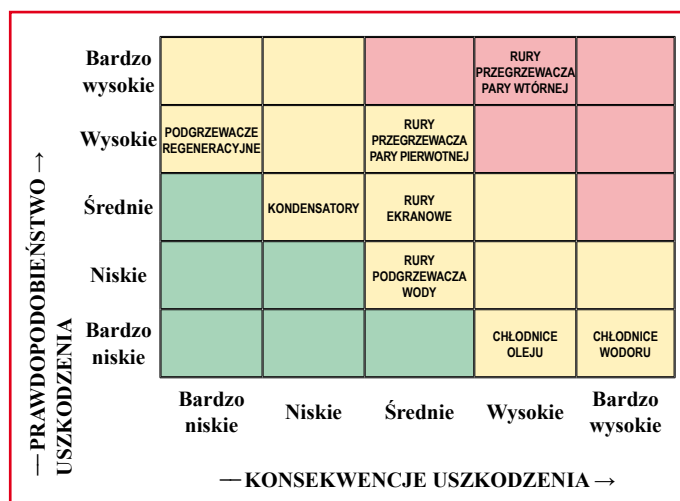 Bardzo
wysokie
RURY
PRZEGRZEWACZA
PARY WTÓRNEJ
Wysokie
PODGRZEWACZE
REGENERACYJNE
RURY
PRZEGRZEWACZA
PARY PIERWOTNEJ
Średnie
KONDENSATORY
RURY
EKRANOWE
Niskie
RURY
PODGRZEWACZA
WODY
Bardzo
niskie
CHŁODNICE
OLEJU
CHŁODNICE
WODORU
— PRAWDOPODOBIEŃSTWO →
USZKODZENIA
Bardzo
niskie
Niskie
Średnie
Wysokie
Bardzo
wysokie
— KONSEKWENCJE USZKODZENIA →